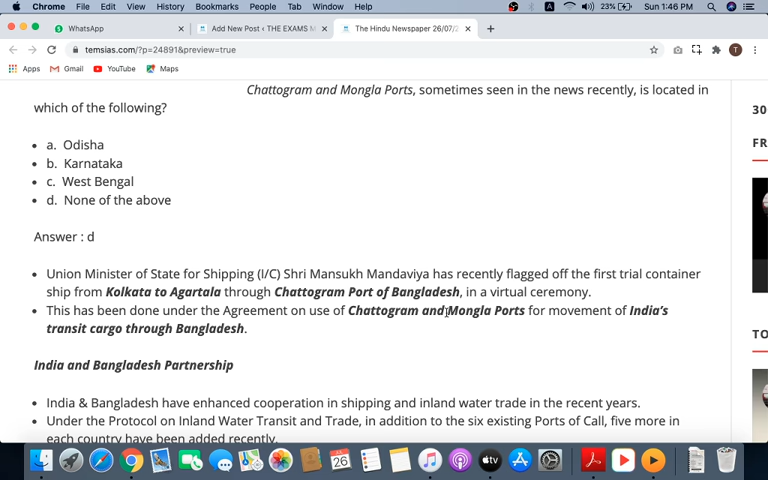 Chrome File Edit View History Bookmarks People Tab Window Help 23% Sun 1:46 PM
WhatsApp Add New Post ‹ THE EXAMS M The Hindu Newspaper 26/07/2
temsias.com/?p=24891&preview=true T
Apps Gmail YouTube Maps
Chattogram and Mongla Ports, sometimes seen in the news recently, is located in
which of the following?
30
FR
• a. Odisha
• b. Karnataka
• c. West Bengal
• d. None of the above
Answer : d
• Union Minister of State for Shipping (I/C) Shri Mansukh Mandaviya has recently flagged off the first trial container
ship from Kolkata to Agartala through Chattogram Port of Bangladesh, in a virtual ceremony.
• This has been done under the Agreement on use of Chattogram and Mongla Ports for movement of India's
transit cargo through Bangladesh.
TO
India and Bangladesh Partnership
• India & Bangladesh have enhanced cooperation in shipping and inland water trade in the recent years.
• Under the Protocol on Inland Water Transit and Trade, in addition to the six existing Ports of Call, five more in
each country have been added recently.
26
tv